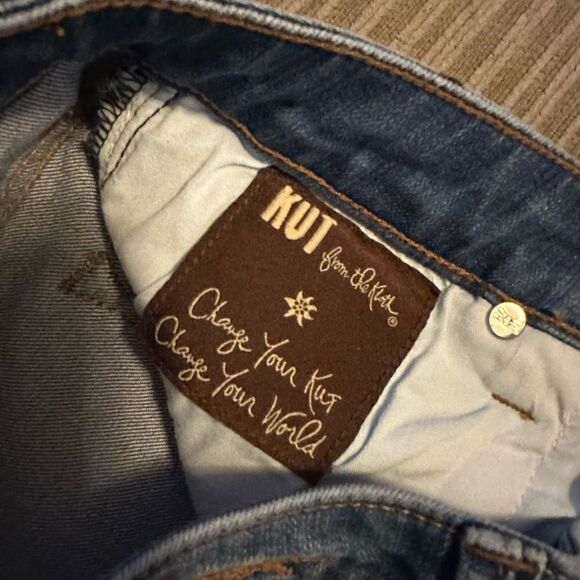 KUT
from the Kloth®
Change Your Kut
Change Your World